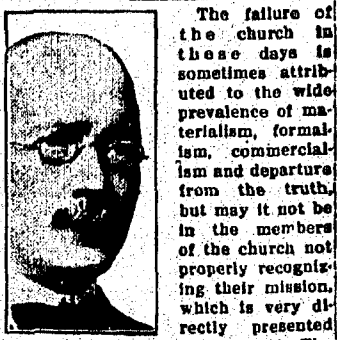 The failure of
the church in
these days is
sometimes attrib-
uted to the wide
prevalence of ma-
terialism, formal-
ism, commercial-
ism and departure
from the truth,
but may it not be
in the members
of the church not
properly recogniz-
ing their mission,
which is very di-
rectly presented